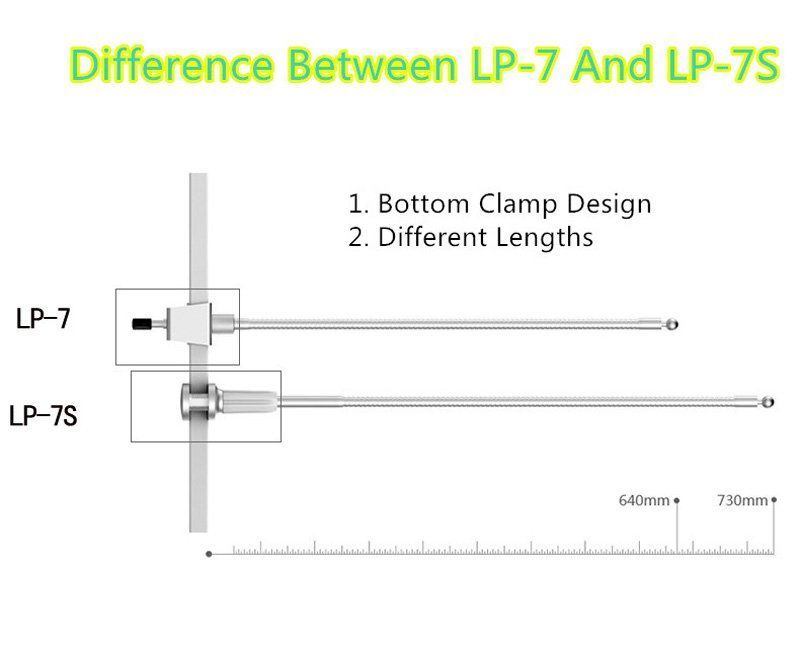 Difference Between LP-7 And LP-7S
1. Bottom Clamp Design
2. Different Lengths
LP-7
LP-7S
640mm
730mm